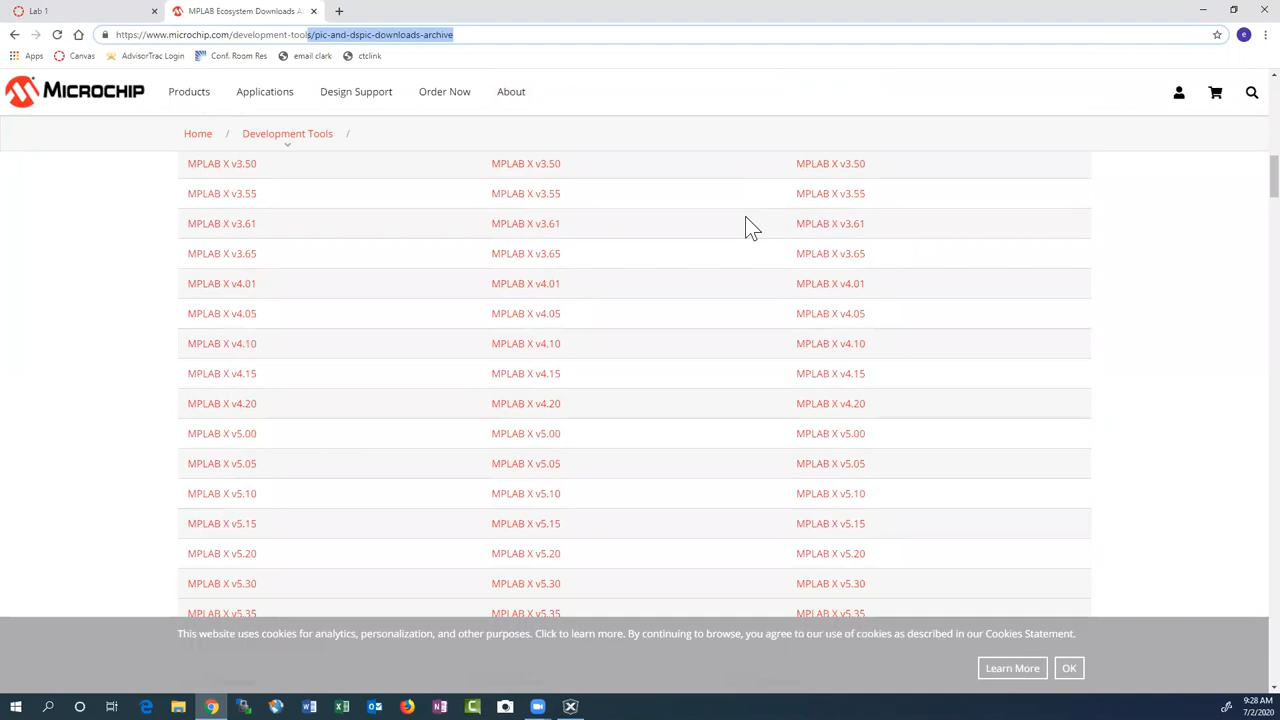 Lab 1
MPLAB Ecosystem Downloads A
https://www.microchip.com/development-tools/pic-and-dspic-downloads-archive
e
Apps Canvas AdvisorTrac Login Conf. Room Res email clark ctclink
MICROCHIP Products Applications Design Support Order Now About
Home / Development Tools /
MPLAB X v3.50 MPLAB X v3.50 MPLAB X v3.50
MPLAB X v3.55 MPLAB X v3.55 MPLAB X v3.55
MPLAB X v3.61 MPLAB X v3.61 MPLAB X v3.61
MPLAB X v3.65 MPLAB X v3.65 MPLAB X v3.65
MPLAB X v4.01 MPLAB X v4.01 MPLAB X v4.01
MPLAB X v4.05 MPLAB X v4.05 MPLAB X v4.05
MPLAB X v4.10 MPLAB X v4.10 MPLAB X v4.10
MPLAB X v4.15 MPLAB X v4.15 MPLAB X v4.15
MPLAB X v4.20 MPLAB X v4.20 MPLAB X v4.20
MPLAB X v5.00 MPLAB X v5.00 MPLAB X v5.00
MPLAB X v5.05 MPLAB X v5.05 MPLAB X v5.05
MPLAB X v5.10 MPLAB X v5.10 MPLAB X v5.10
MPLAB X v5.15 MPLAB X v5.15 MPLAB X v5.15
MPLAB X v5.20 MPLAB X v5.20 MPLAB X v5.20
MPLAB X v5.30 MPLAB X v5.30 MPLAB X v5.30
MPLAB X v5.35 MPLAB X v5.35 MPLAB X v5.35
This website uses cookies for analytics, personalization, and other purposes. Click to learn more. By continuing to browse, you agree to our use of cookies as described in our Cookies Statement.
Learn More OK
9:28 AM
7/2/2020